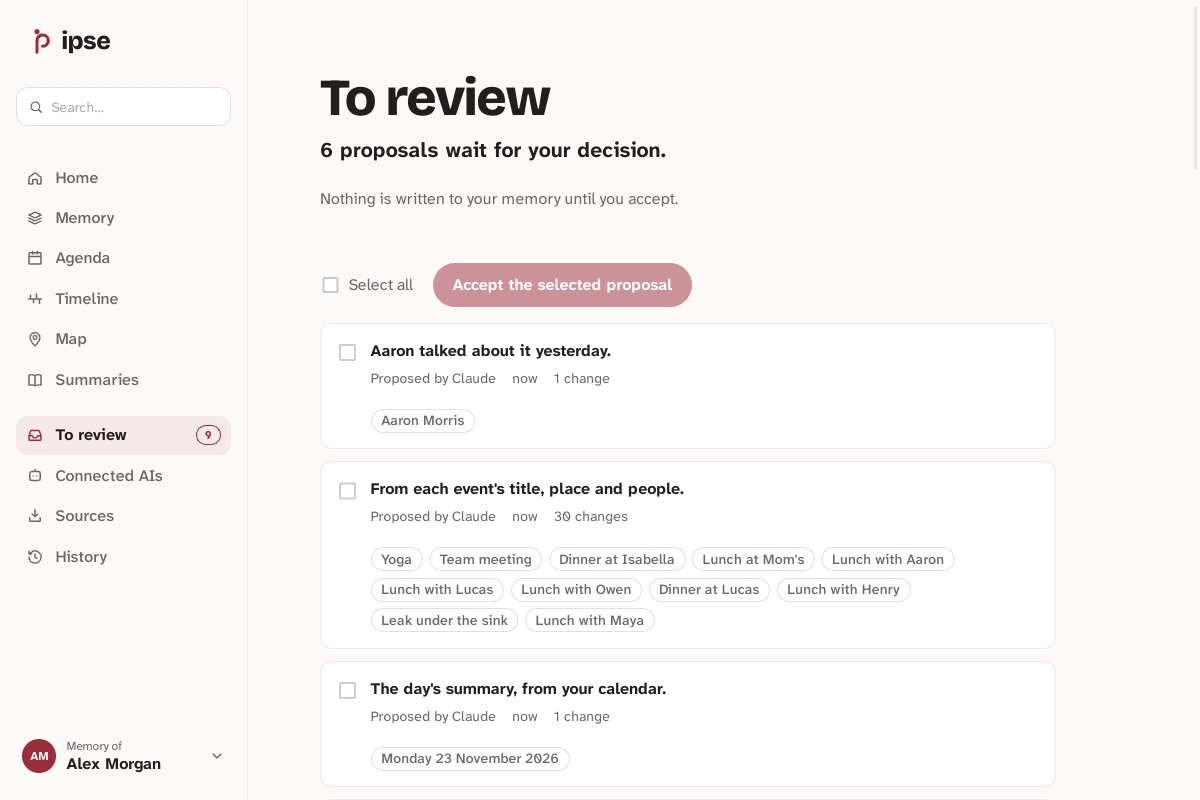 ipse
Search...
Home
Memory
Agenda
Timeline
Map
Summaries
To review 9
Connected AIs
Sources
History
AM
Memory of
Alex Morgan
To review
6 proposals wait for your decision.
Nothing is written to your memory until you accept.
Select all
Accept the selected proposal
Aaron talked about it yesterday.
Proposed by Claude now 1 change
Aaron Morris
From each event's title, place and people.
Proposed by Claude now 30 changes
Yoga Team meeting Dinner at Isabella Lunch at Mom's Lunch with Aaron
Lunch with Lucas Lunch with Owen Dinner at Lucas Lunch with Henry
Leak under the sink Lunch with Maya
The day's summary, from your calendar.
Proposed by Claude now 1 change
Monday 23 November 2026